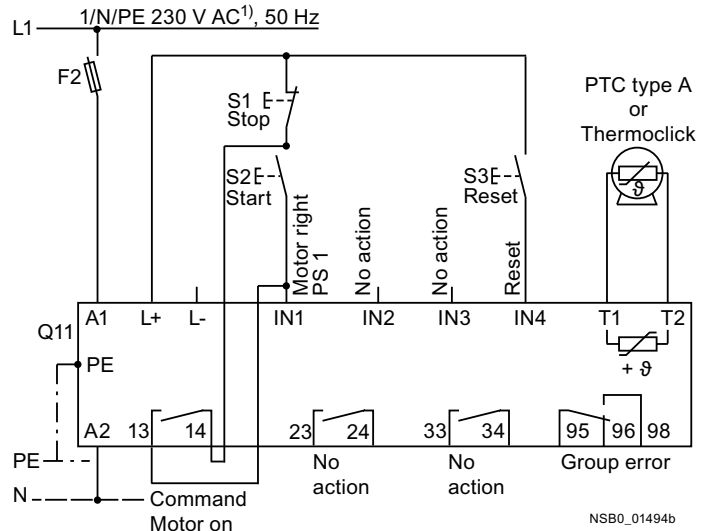 1/N/PE 230 V AC1), 50 Hz
L1
F2
S1
Stop
PTC type A
or
Thermoclick
ϑ
S2
Start
S3
Reset
Motor right
PS 1
No action
No action
Reset
Q11
A1
L+
L-
IN1
IN2
IN3
IN4
T1
T2
+ ϑ
PE
A2
13
14
23
24
33
34
95
96
98
PE
N
Command
Motor on
No
action
No
action
Group error
NSB0_01494b